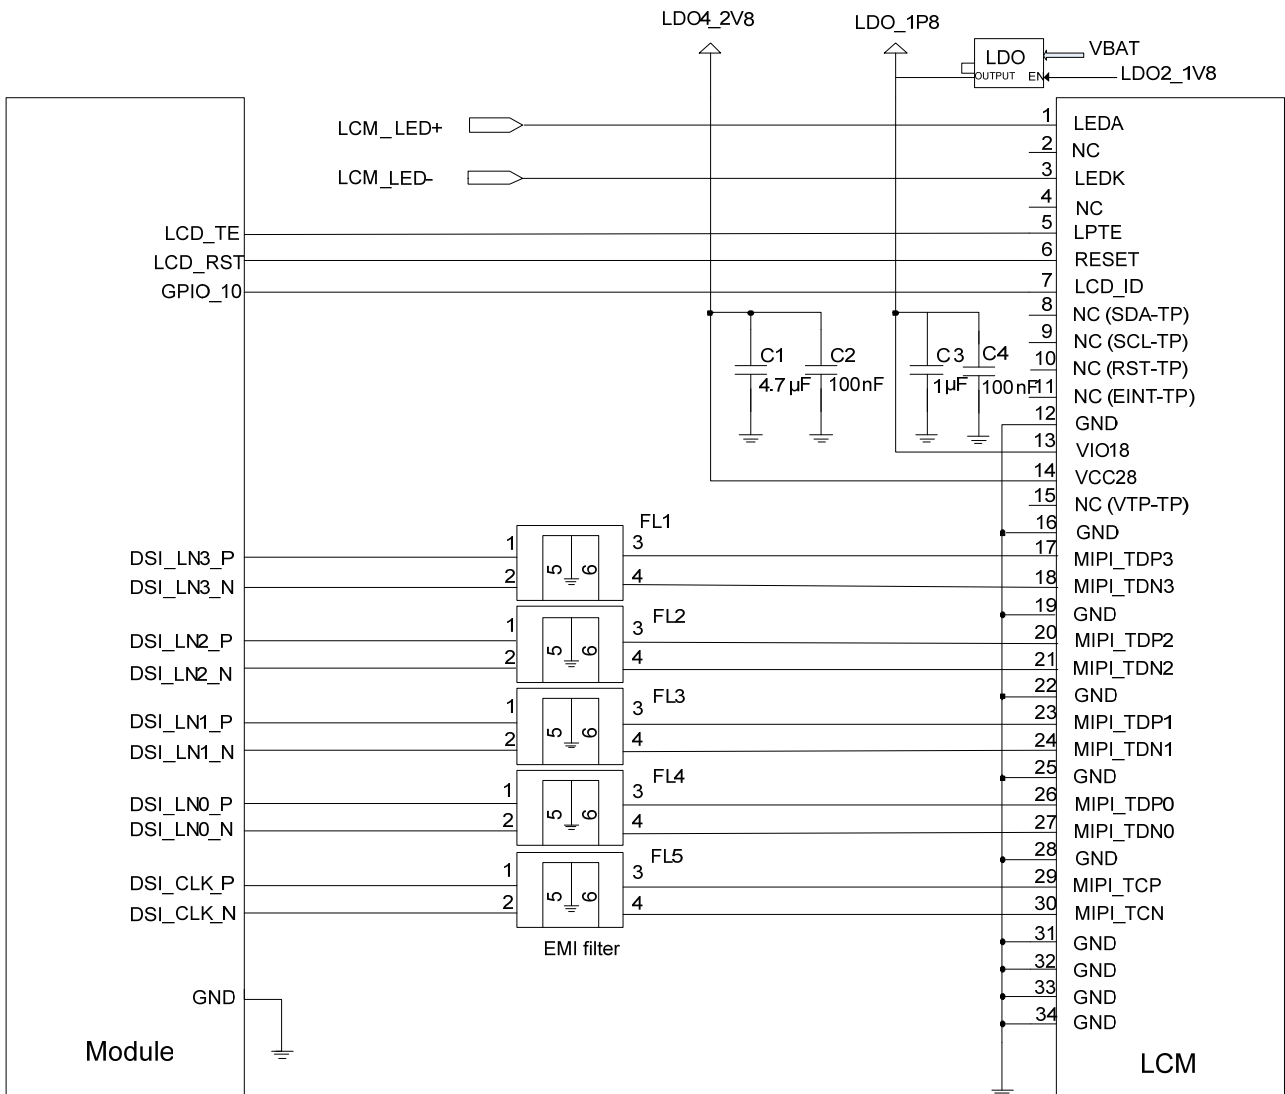 LDO4_2V8
LDO_1P8
LDO
OUTPUT EN
VBAT
LDO2_1V8
LCM_LED+
1 LEDA
2 NC
LCM_LED-
3 LEDK
4 NC
LCD_TE
5 LPTE
LCD_RST
6 RESET
GPIO_10
7 LCD_ID
8 NC (SDA-TP)
9 NC (SCL-TP)
10 NC (RST-TP)
11 NC (EINT-TP)
C1
4.7 µF
C2
100nF
C3
1µF
C4
100nF
12 GND
13 VIO18
14 VCC28
15 NC (VTP-TP)
16 GND
FL1
DSI_LN3_P 1 3 17 MIPI_TDP3
5 6
DSI_LN3_N 2 4 18 MIPI_TDN3
19 GND
FL2
DSI_LN2_P 1 3 20 MIPI_TDP2
5 6
DSI_LN2_N 2 4 21 MIPI_TDN2
22 GND
FL3
DSI_LN1_P 1 3 23 MIPI_TDP1
5 6
DSI_LN1_N 2 4 24 MIPI_TDN1
25 GND
FL4
DSI_LN0_P 1 3 26 MIPI_TDP0
5 6
DSI_LN0_N 2 4 27 MIPI_TDN0
28 GND
FL5
DSI_CLK_P 1 3 29 MIPI_TCP
5 6
DSI_CLK_N 2 4 30 MIPI_TCN
EMI filter
31 GND
32 GND
33 GND
34 GND
GND
Module
LCM